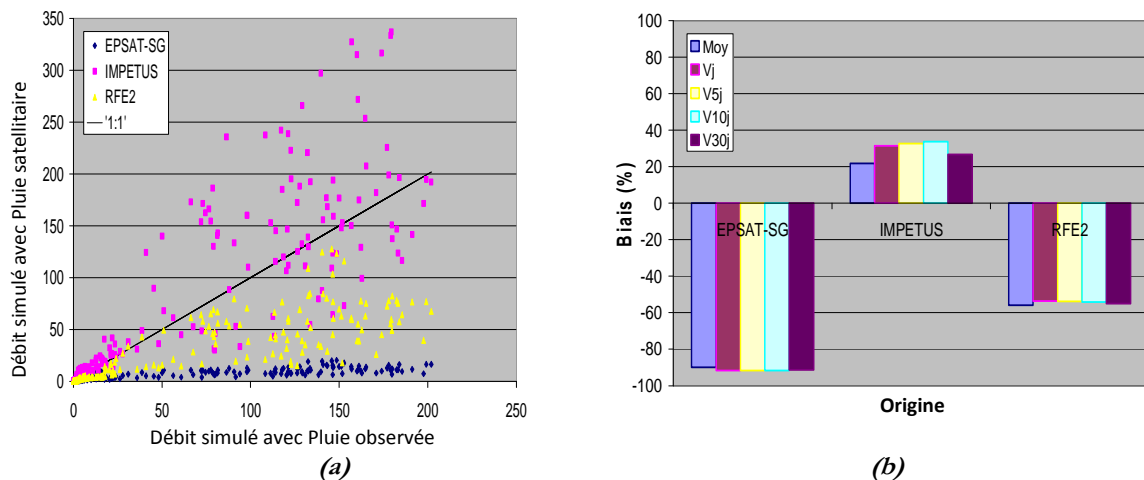 350
300
250
200
150
100
50
0
Débit simulé avec Pluie satellitaire
EPSAT-SG
IMPETUS
RFE2
'1:1'
0 50 100 150 200 250
Débit simulé avec Pluie observée
(a)
100
80
60
40
20
0
-20
-40
-60
-80
-100
Biais (%)
Moy
Vj
V5j
V10j
V30j
EPSAT-SG IMPETUS RFE2
Origine
(b)